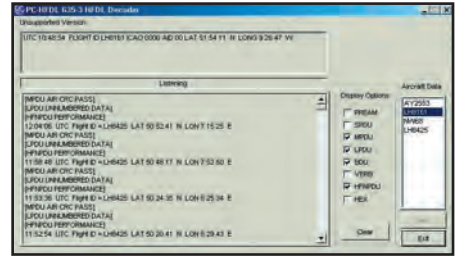 PC-HFDL 635-3 HFDL Decoder
Unsupported Version
UTC 10:48:54 FLIGHT ID LH8151 ICAO 0000 AID 00 LAT 51 54 11 N LONG 9 26 47 W
Listening
[MPDU AIR CRC PASS]
[LPDU UNNUMBERED DATA]
[HFNPDU PERFORMANCE]
12:04:06 UTC Flight ID = LH8425 LAT 50 52 41 N LON 7 15 25 E
[MPDU AIR CRC PASS]
[LPDU UNNUMBERED DATA]
[HFNPDU PERFORMANCE]
11:58:48 UTC Flight ID = LH8425 LAT 50 48 17 N LON 7 52 60 E
[MPDU AIR CRC PASS]
[LPDU UNNUMBERED DATA]
[HFNPDU PERFORMANCE]
11:53:36 UTC Flight ID = LH8425 LAT 50 24 35 N LON 8 25 34 E
[MPDU AIR CRC PASS]
[LPDU UNNUMBERED DATA]
[HFNPDU PERFORMANCE]
11:52:54 UTC Flight ID = LH8425 LAT 50 20 41 N LON 8 29 43 E
Display Options
PREAM
SPDU
MPDU
LPDU
BDU
VERB
HFNPDU
HEX
Clear
Aircraft Data
AY2553
LH8151
LH8425
Exit